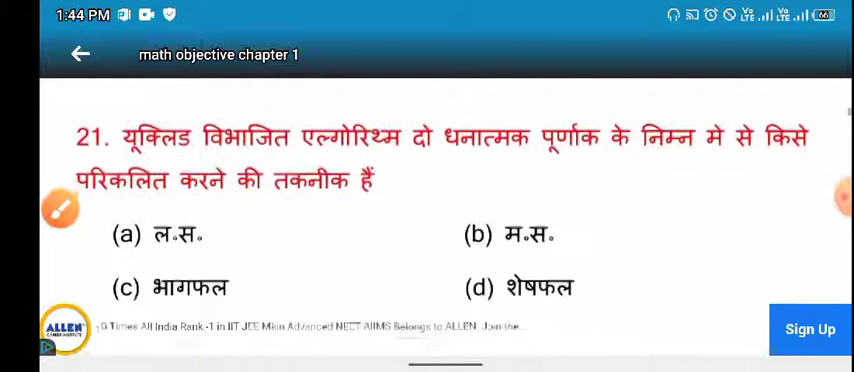 1:44 PM
math objective chapter 1
21. यूक्लिड विभाजित एल्गोरिथ्म दो धनात्मक पूर्णाक के निम्न मे से किसे
परिकलित करने की तकनीक हैं
(a) ल॰स॰ (b) म॰स॰
(c) भागफल (d) शेषफल
ALLEN
0 Times All India Rank -1 in IIT JEE Main Advanced NEET AIIMS Belongs to ALLEN. Join the...
Sign Up